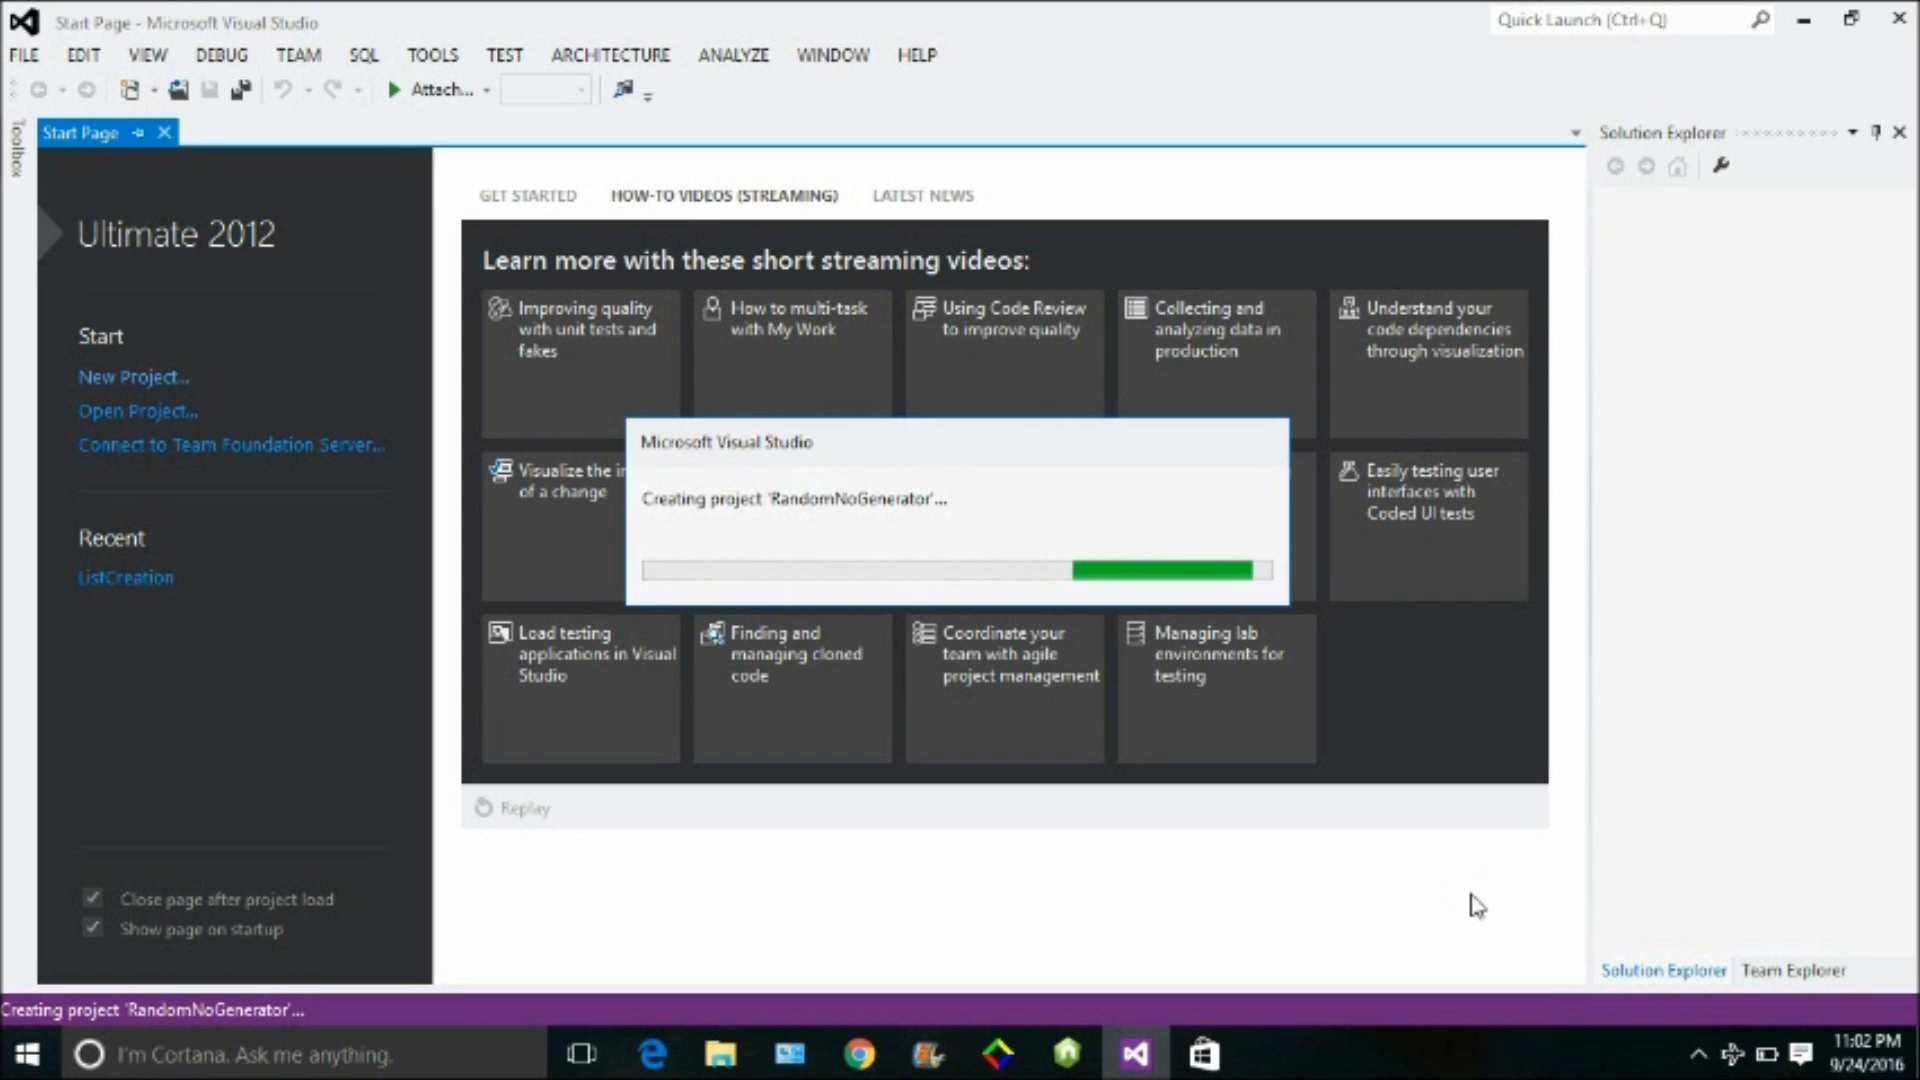 Start Page - Microsoft Visual Studio
Quick Launch (Ctrl+Q)
FILE EDIT VIEW DEBUG TEAM SQL TOOLS TEST ARCHITECTURE ANALYZE WINDOW HELP
Attach...
Toolbox
Start Page
Solution Explorer
GET STARTED HOW-TO VIDEOS (STREAMING) LATEST NEWS
Ultimate 2012
Start
New Project...
Open Project...
Connect to Team Foundation Server...
Recent
ListCreation
Close page after project load
Show page on startup
Learn more with these short streaming videos:
Improving quality
with unit tests and
fakes
How to multi-task
with My Work
Using Code Review
to improve quality
Collecting and
analyzing data in
production
Understand your
code dependencies
through visualization
Visualize the
of a change
Microsoft Visual Studio
Creating project 'RandomNoGenerator'...
Easily testing user
interfaces with
Coded UI tests
Load testing
applications in Visual
Studio
Finding and
managing cloned
code
Coordinate your
team with agile
project management
Managing lab
environments for
testing
Replay
Solution Explorer Team Explorer
Creating project 'RandomNoGenerator'...
I'm Cortana. Ask me anything.
11:02 PM
9/24/2016